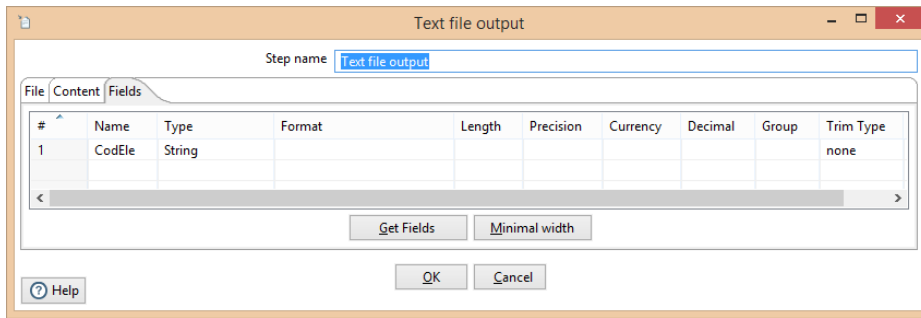 Text file output
Step name Text file output
File Content Fields
# Name Type Format Length Precision Currency Decimal Group Trim Type
1 CodEle String none
Get Fields Minimal width
OK Cancel
? Help